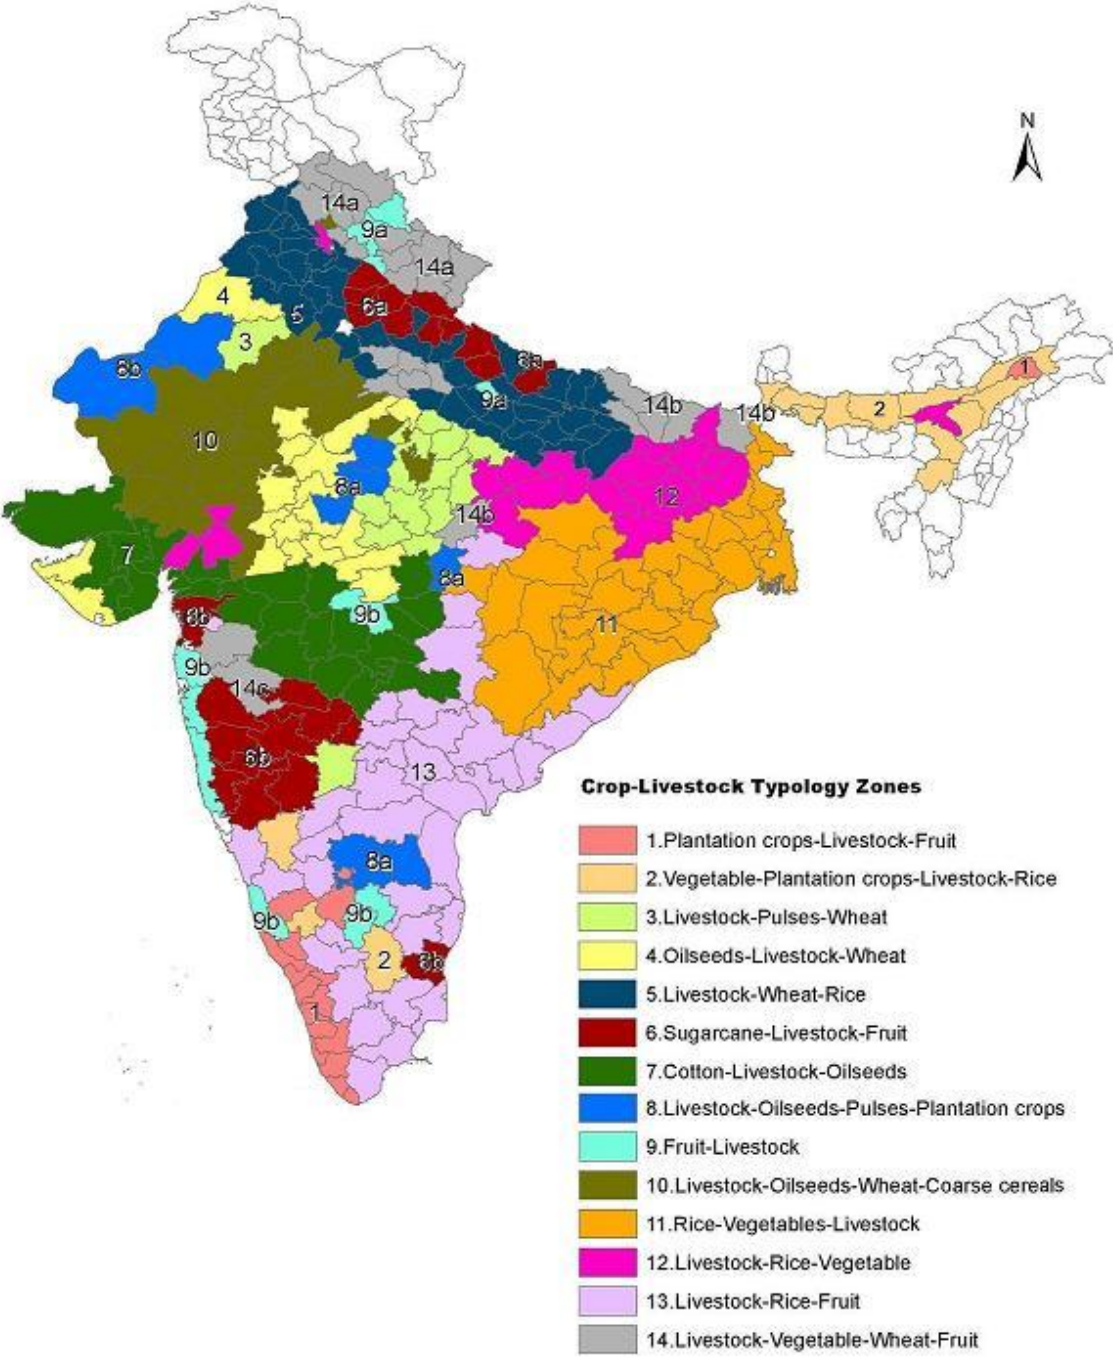 N
14a
9a
14a
4
6a
5
3
6a
8b
1
9a
14b
14b
2
10
8a
12
14b
7
8a
9b
11
6b
3
9b
14c
6b
13
8a
9b
9b
2
6b
1
Crop-Livestock Typology Zones
1.Plantation crops-Livestock-Fruit
2.Vegetable-Plantation crops-Livestock-Rice
3.Livestock-Pulses-Wheat
4.Oilseeds-Livestock-Wheat
5.Livestock-Wheat-Rice
6.Sugarcane-Livestock-Fruit
7.Cotton-Livestock-Oilseeds
8.Livestock-Oilseeds-Pulses-Plantation crops
9.Fruit-Livestock
10.Livestock-Oilseeds-Wheat-Coarse cereals
11.Rice-Vegetables-Livestock
12.Livestock-Rice-Vegetable
13.Livestock-Rice-Fruit
14.Livestock-Vegetable-Wheat-Fruit